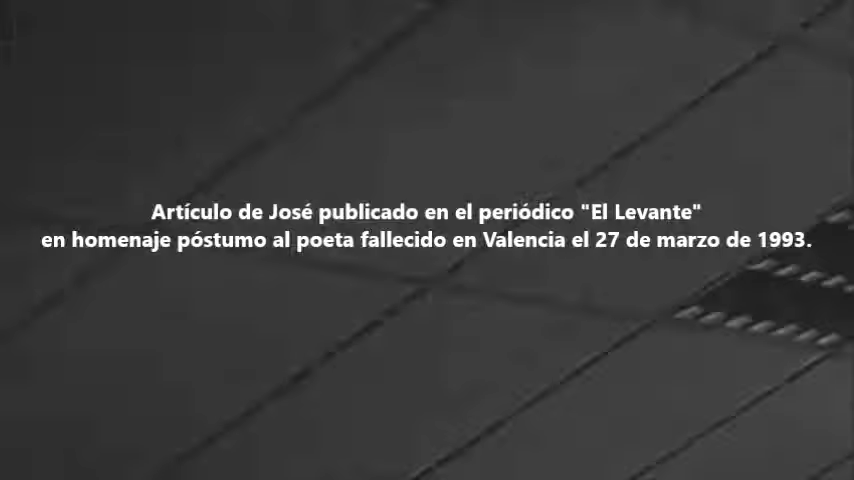 Artículo de José publicado en el periódico "El Levante"
en homenaje póstumo al poeta fallecido en Valencia el 27 de marzo de 1993.